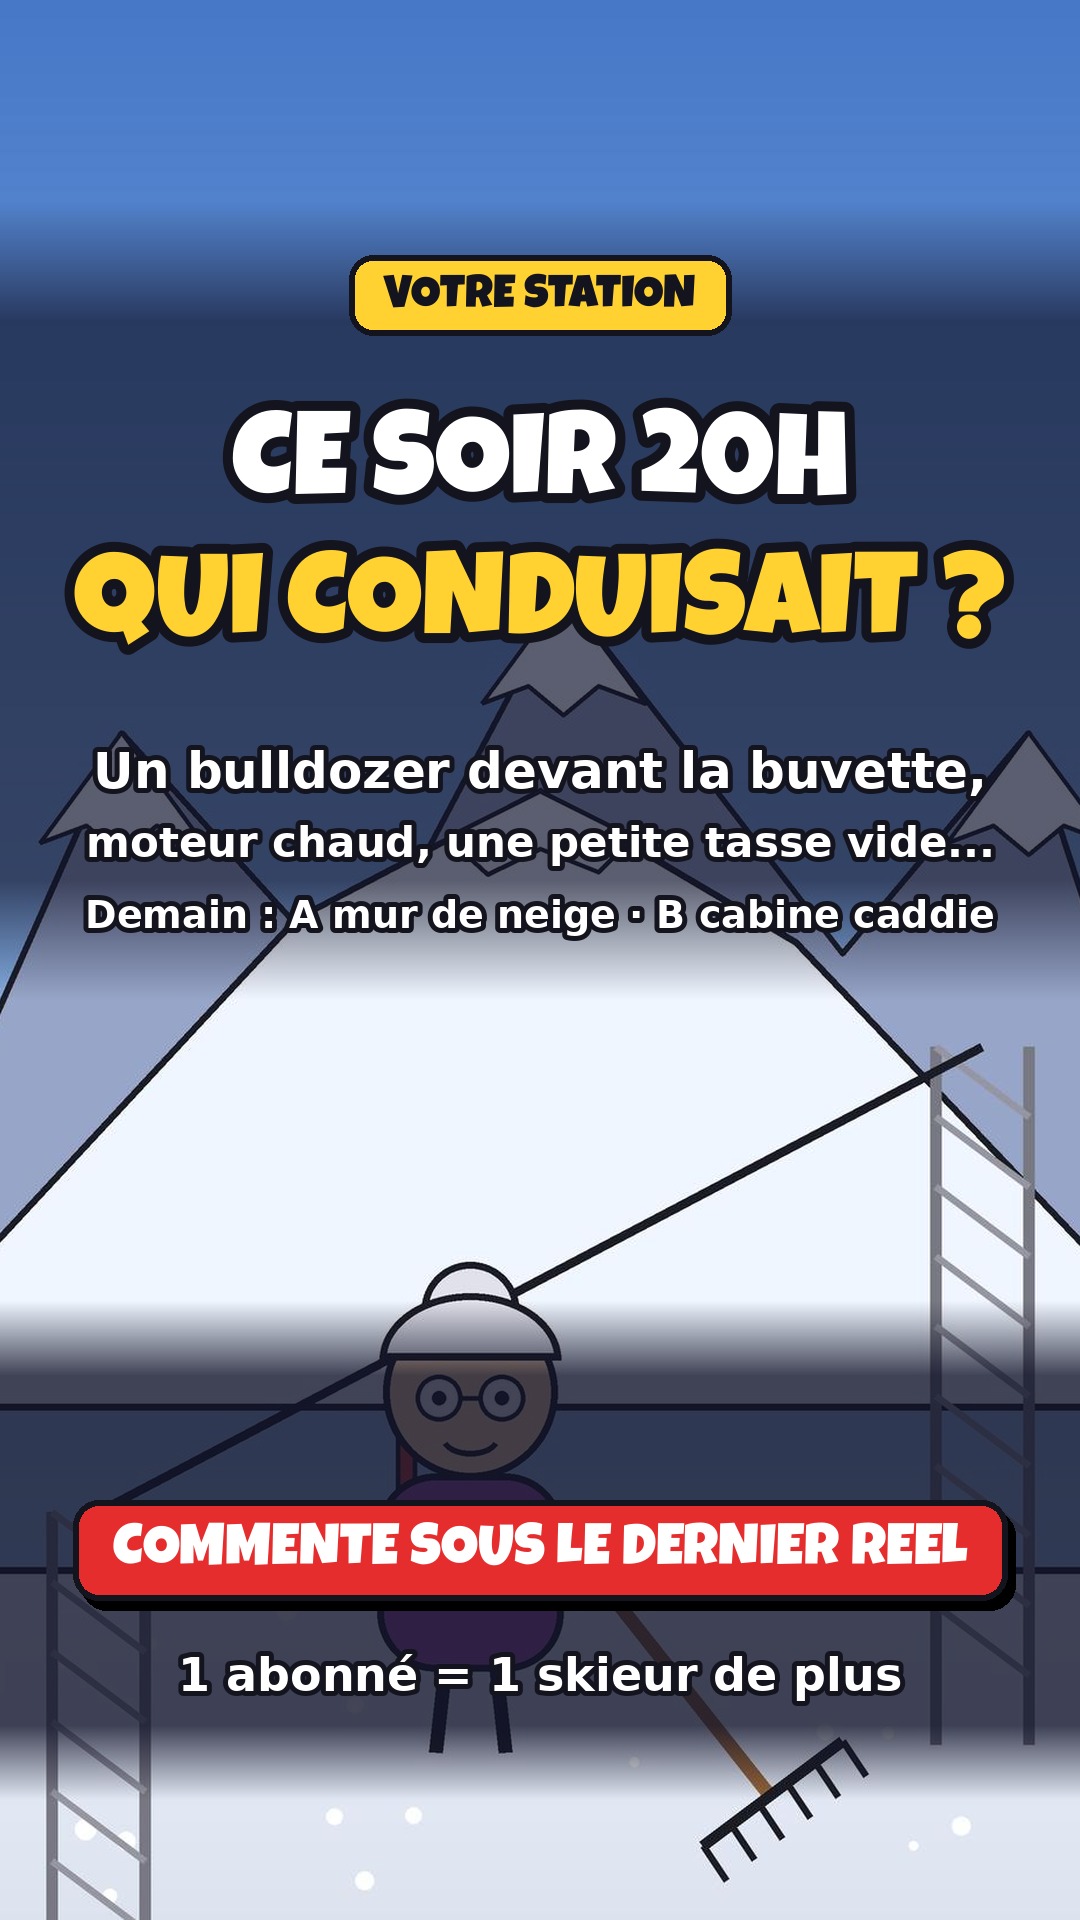 VOTRE STATION
CE SOIR 20H
QUI CONDUISAIT ?
Un bulldozer devant la buvette,
moteur chaud, une petite tasse vide...
Demain : A mur de neige · B cabine caddie
COMMENTE SOUS LE DERNIER REEL
1 abonné = 1 skieur de plus